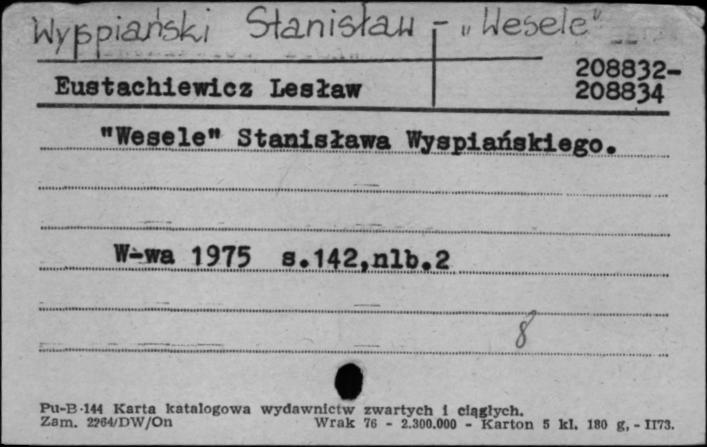 Wyspiański Stanisław - „Wesele"
208832-
Eustachiewicz Lesław 208834
"Wesele" Stanisława Wyspiańskiego.
W-wa 1975 s.142,nlb.2
8
Pu-B-144 Karta katalogowa wydawnictw zwartych i ciągłych.
Zam. 2264/DW/On Wrak 76 - 2.300.000 - Karton 5 kl. 180 g, - II73.